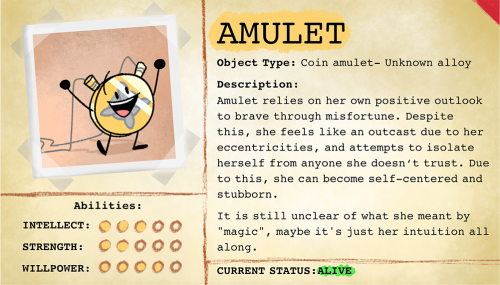 AMULET
Object Type: Coin amulet- Unknown alloy
Description:
Amulet relies on her own positive outlook
to brave through misfortune. Despite
this, she feels like an outcast due to her
eccentricities, and attempts to isolate
herself from anyone she doesn't trust. Due
to this, she can become self-centered and
stubborn.
It is still unclear of what she meant by
"magic", maybe it's just her intuition all
along.
CURRENT STATUS:ALIVE
Abilities:
INTELLECT:
STRENGTH:
WILLPOWER: